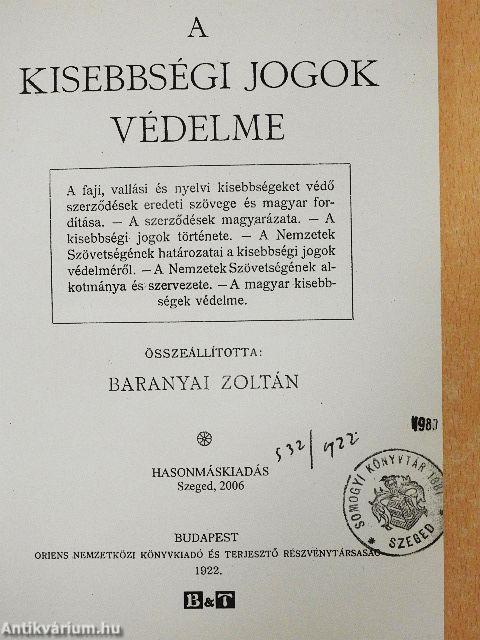 A
KISEBBSÉGI JOGOK
VÉDELME
A faji, vallási és nyelvi kisebbségeket védő
szerződések eredeti szövege és magyar for-
dítása. — A szerződések magyarázata. — A
kisebbségi jogok története. — A Nemzetek
Szövetségének határozatai a kisebbségi jogok
védelméről. — A Nemzetek Szövetségének al-
kotmánya és szervezete. — A magyar kisebb-
ségek védelme.
ÖSSZEÁLLÍTOTTA:
BARANYAI ZOLTÁN
532/922.
HASONMÁSKIADÁS
Szeged, 2006
SOMOGYI KÖNYVTÁR
* SZEGED *
BUDAPEST
ORIENS NEMZETKÖZI KÖNYVKIADÓ ÉS TERJESZTŐ RÉSZVÉNYTÁRSASÁG
1922.
B&T
Antikvárium.hu